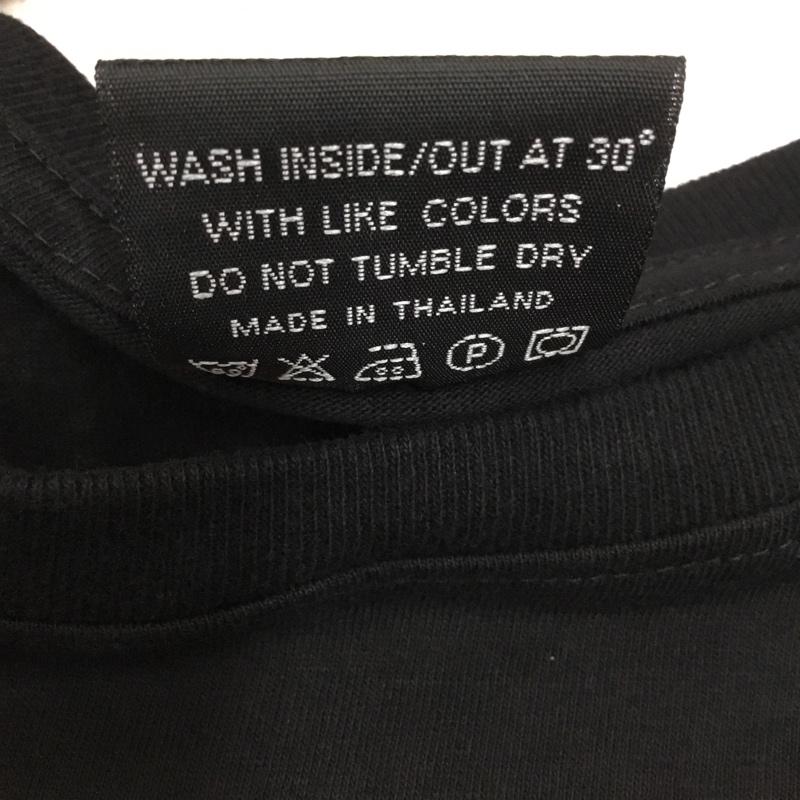 WASH INSIDE/OUT AT 30°
WITH LIKE COLORS
DO NOT TUMBLE DRY
MADE IN THAILAND
P